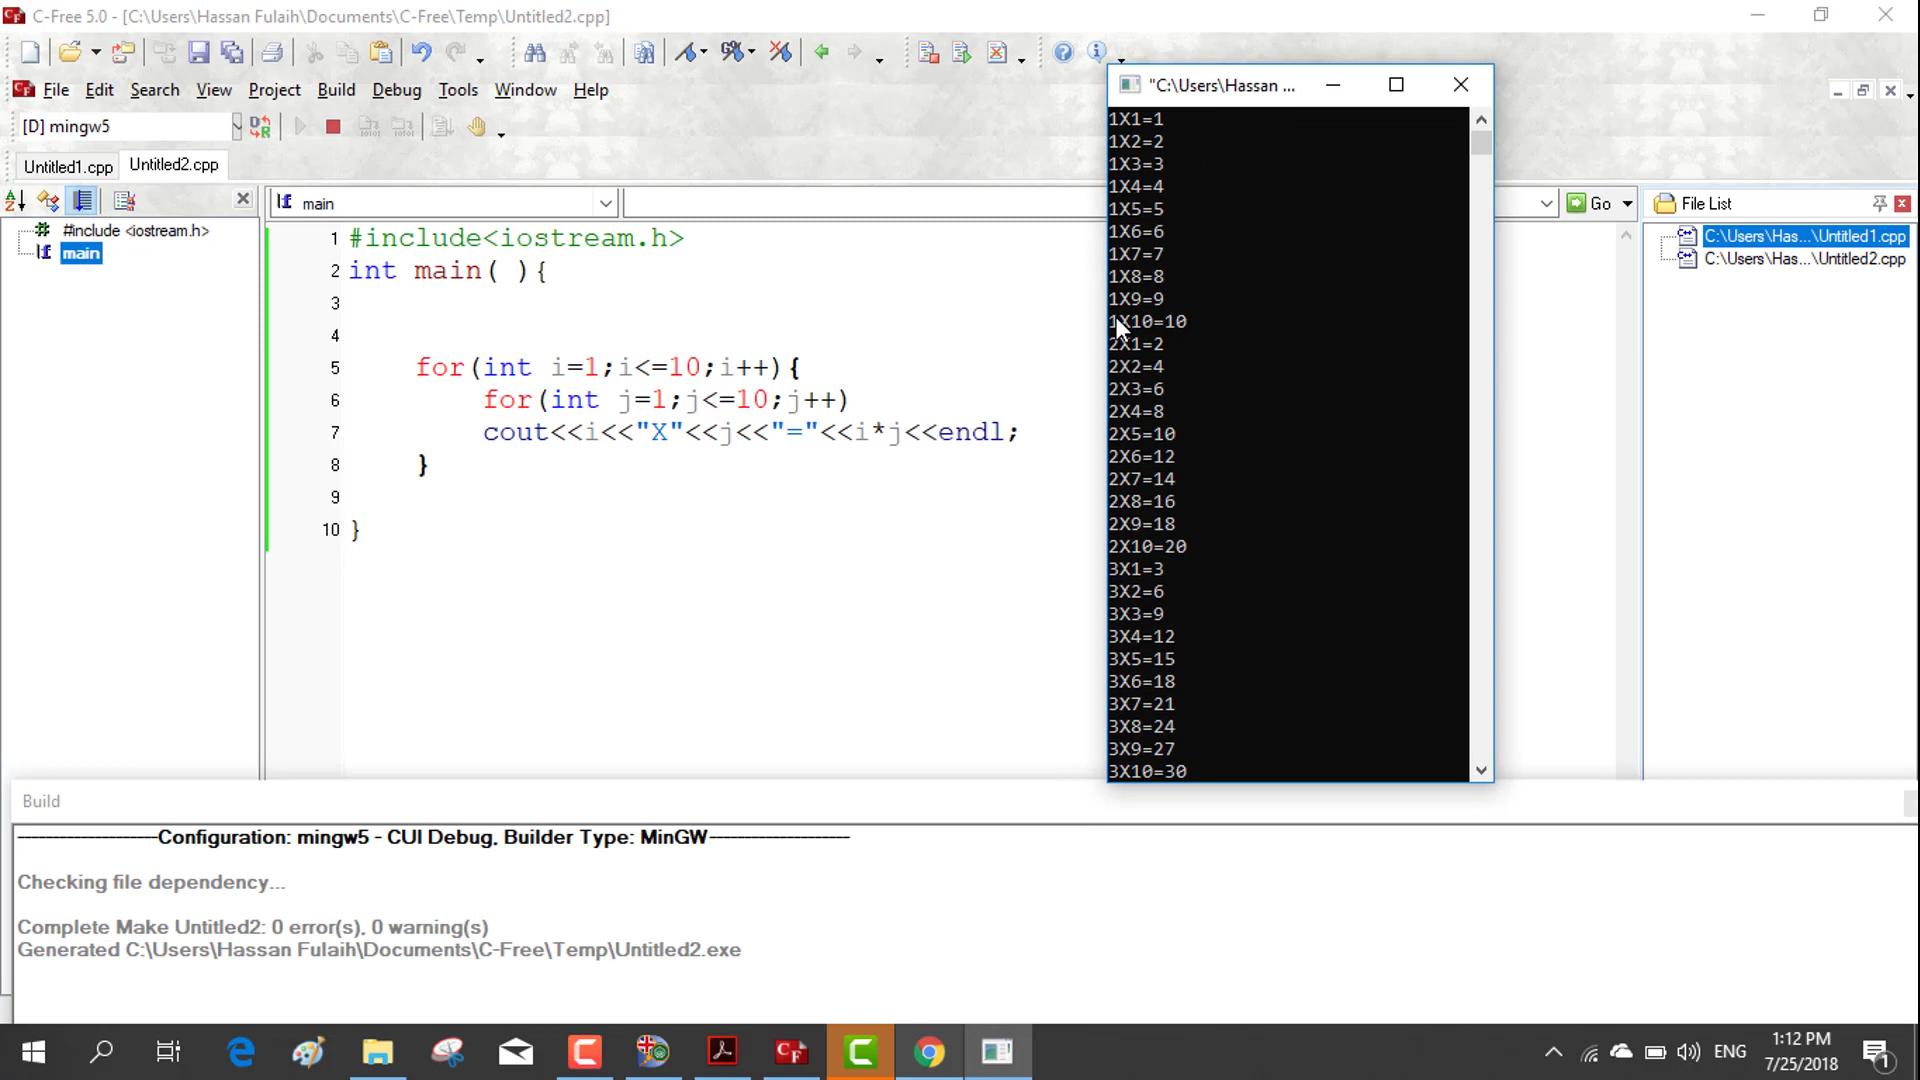 C-Free 5.0 - [C:\Users\Hassan Fulaih\Documents\C-Free\Temp\Untitled2.cpp]
File Edit Search View Project Build Debug Tools Window Help
[D] mingw5
Untitled1.cpp Untitled2.cpp
main
Go
File List
#include <iostream.h>
main
C:\Users\Has...\Untitled1.cpp
C:\Users\Has...\Untitled2.cpp
1 #include<iostream.h>
2 int main( ){
3
4
5 for(int i=1;i<=10;i++){
6 for(int j=1;j<=10;j++)
7 cout<<i<<"X"<<j<<"="<<i*j<<endl;
8 }
9
10 }
"C:\Users\Hassan ...
1X1=1
1X2=2
1X3=3
1X4=4
1X5=5
1X6=6
1X7=7
1X8=8
1X9=9
1X10=10
2X1=2
2X2=4
2X3=6
2X4=8
2X5=10
2X6=12
2X7=14
2X8=16
2X9=18
2X10=20
3X1=3
3X2=6
3X3=9
3X4=12
3X5=15
3X6=18
3X7=21
3X8=24
3X9=27
3X10=30
Build
--------------------Configuration: mingw5 - CUI Debug, Builder Type: MinGW--------------------
Checking file dependency...
Complete Make Untitled2: 0 error(s), 0 warning(s)
Generated C:\Users\Hassan Fulaih\Documents\C-Free\Temp\Untitled2.exe
ENG
1:12 PM
7/25/2018
1